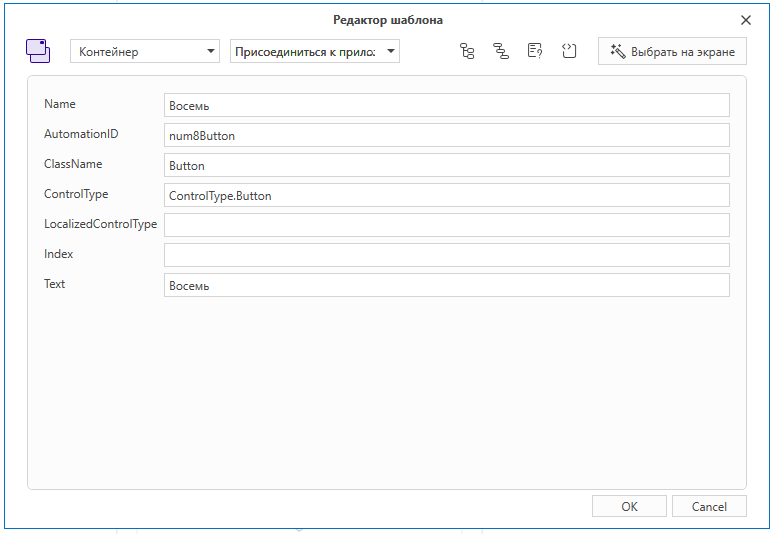 Редактор шаблона
Контейнер
Присоединиться к прило:
Выбрать на экране
Name
Восемь
AutomationID
num8Button
ClassName
Button
ControlType
ControlType.Button
LocalizedControlType
Index
Text
Восемь
OK
Cancel